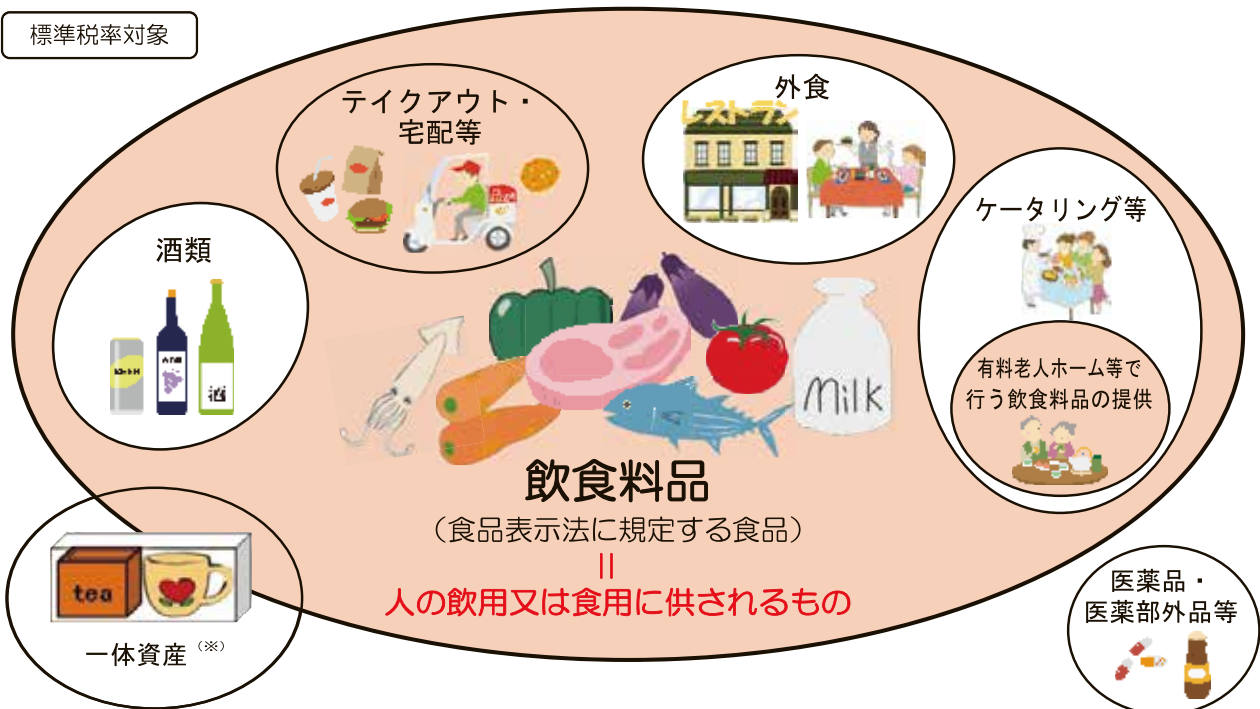 標準税率対象
テイクアウト・
宅配等
外食
レストラン
ケータリング等
酒類
酒
有料老人ホーム等で
行う飲食料品の提供
Milk
飲食料品
（食品表示法に規定する食品）
＝
人の飲用又は食用に供されるもの
tea
一体資産（※）
医薬品・
医薬部外品等